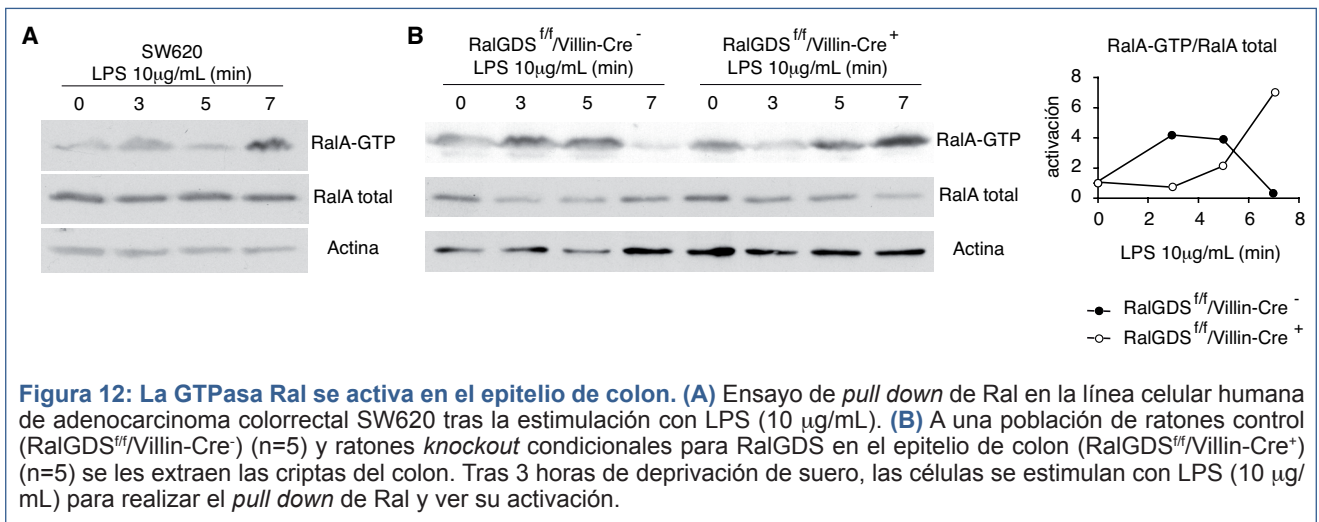 A
SW620
LPS 10μg/mL (min)
0 3 5 7
RalA-GTP
RalA total
Actina
B
RalGDS f/f/Villin-Cre - RalGDS f/f/Villin-Cre +
LPS 10μg/mL (min) LPS 10μg/mL (min)
0 3 5 7 0 3 5 7
RalA-GTP
RalA total
Actina
RalA-GTP/RalA total
activación
8
6
4
2
0
0 2 4 6 8
LPS 10μg/mL (min)
RalGDS f/f/Villin-Cre -
RalGDS f/f/Villin-Cre +
Figura 12: La GTPasa Ral se activa en el epitelio de colon. (A) Ensayo de pull down de Ral en la línea celular humana
de adenocarcinoma colorrectal SW620 tras la estimulación con LPS (10 μg/mL). (B) A una población de ratones control
(RalGDSf/f/Villin-Cre-) (n=5) y ratones knockout condicionales para RalGDS en el epitelio de colon (RalGDSf/f/Villin-Cre+)
(n=5) se les extraen las criptas del colon. Tras 3 horas de deprivación de suero, las células se estimulan con LPS (10 μg/
mL) para realizar el pull down de Ral y ver su activación.